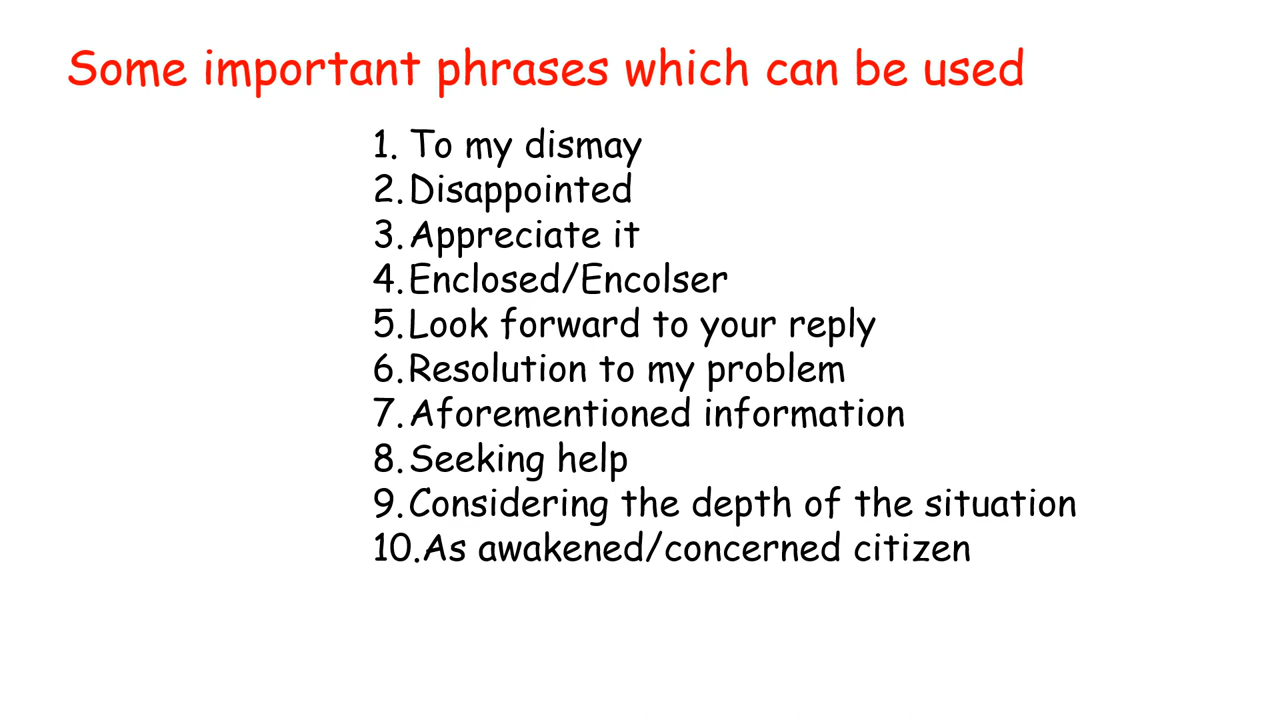 Some important phrases which can be used
1. To my dismay
2. Disappointed
3. Appreciate it
4. Enclosed/Encolser
5. Look forward to your reply
6. Resolution to my problem
7. Aforementioned information
8. Seeking help
9. Considering the depth of the situation
10. As awakened/concerned citizen